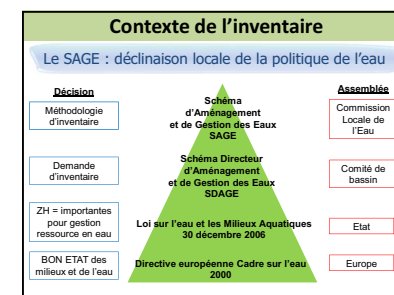 Contexte de l'inventaire
Le SAGE : déclinaison locale de la politique de l'eau
Décision
Méthodologie
d'inventaire
Demande
d'inventaire
ZH = importantes
pour gestion
ressource en eau
BON ETAT des
milieux et de l'eau
Schéma
d'Aménagement
et de Gestion des Eaux
SAGE
Schéma Directeur
d'Aménagement
et de Gestion des Eaux
SDAGE
Loi sur l'eau et les Milieux Aquatiques
30 décembre 2006
Directive européenne Cadre sur l'eau
2000
Assemblée
Commission
Locale de
l'Eau
Comité de
bassin
Etat
Europe